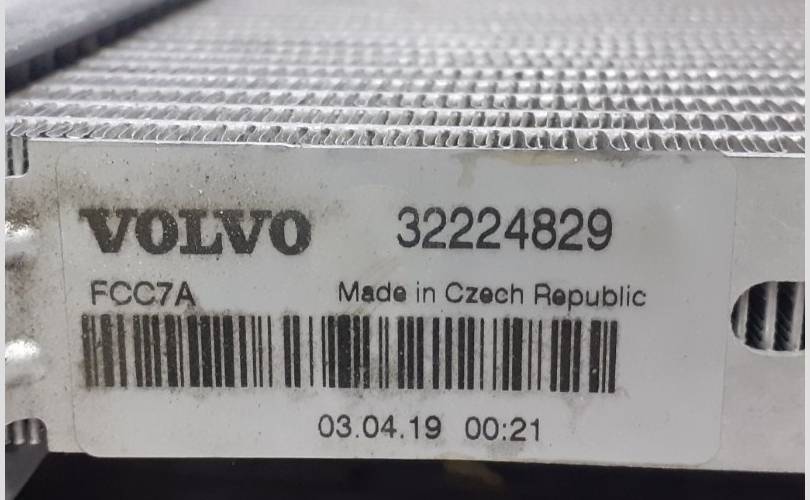 VOLVO 32224829
FCC7A Made in Czech Republic
03.04.19 00:21